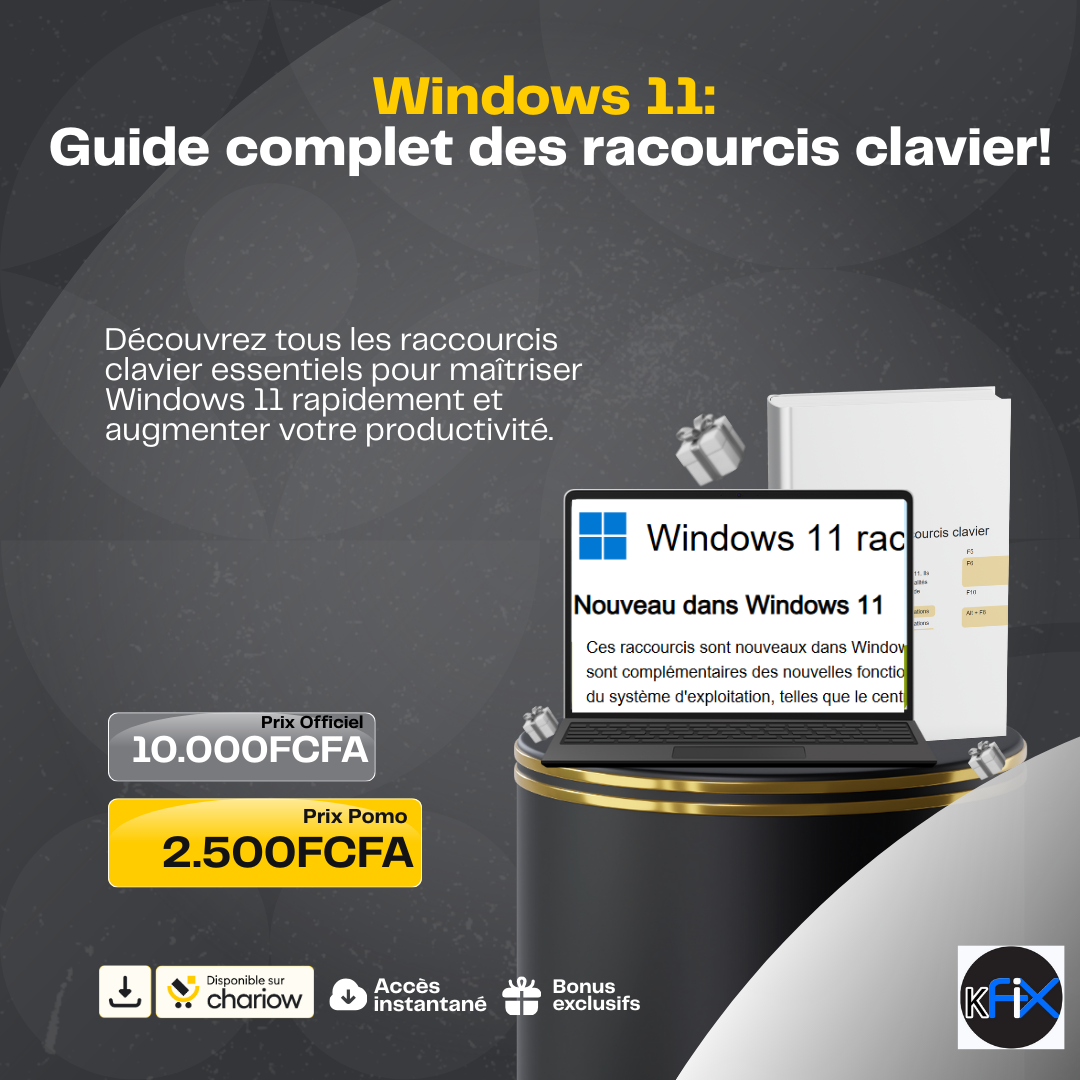 Windows 11:
Guide complet des racourcis clavier!
Découvrez tous les raccourcis
clavier essentiels pour maîtriser
Windows 11 rapidement et
augmenter votre productivité.
Windows 11 rac
ourcis clavier
F5
F6
F10
Alt + F8
Nouveau dans Windows 11
Ces raccourcis sont nouveaux dans Window
sont complémentaires des nouvelles fonctio
du système d'exploitation, telles que le cent
Prix Officiel
10.000FCFA
Prix Pomo
2.500FCFA
Disponible sur
chariow
Accès
instantané
Bonus
exclusifs
KFiX